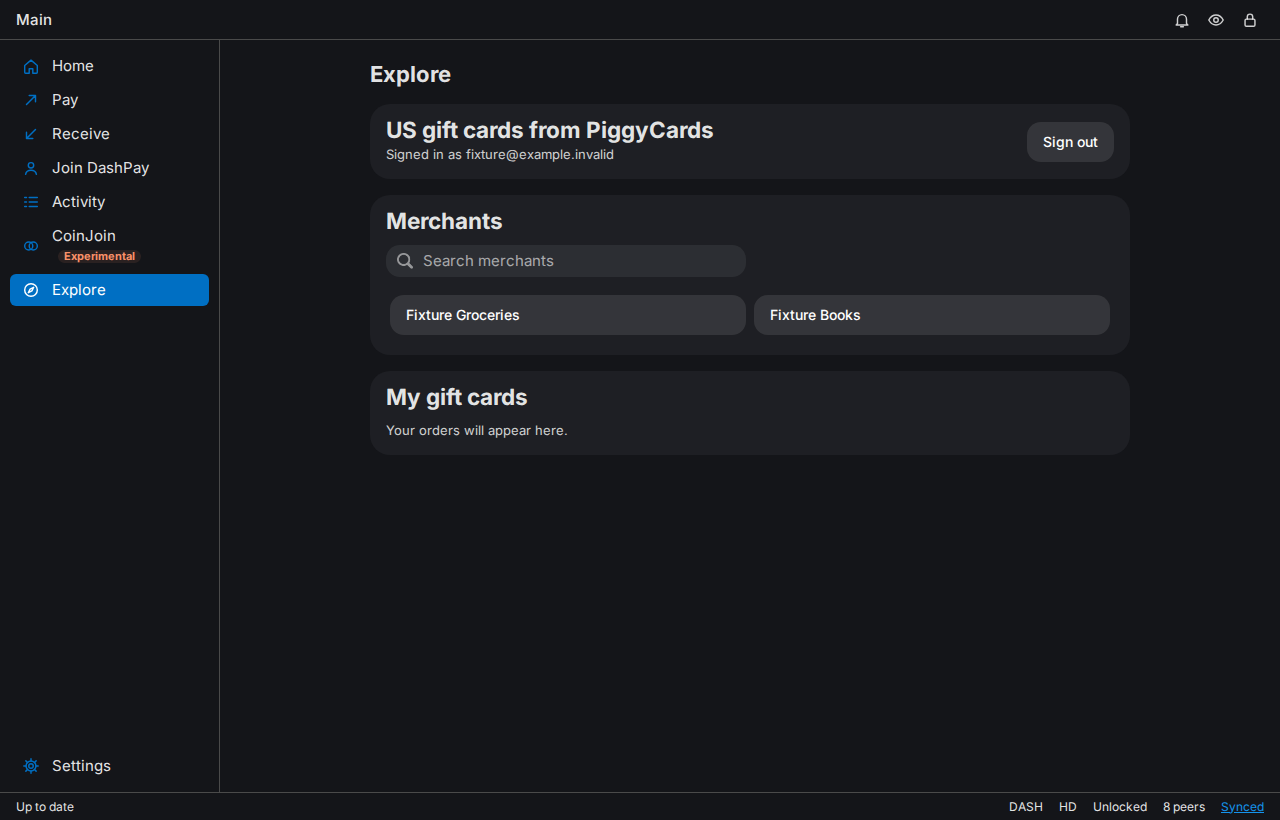 Main
Home
Pay
Receive
Join DashPay
Activity
CoinJoin
Experimental
Explore
Settings
Explore
US gift cards from PiggyCards
Signed in as fixture@example.invalid
Sign out
Merchants
Search merchants
Fixture Groceries
Fixture Books
My gift cards
Your orders will appear here.
Up to date
DASH HD Unlocked 8 peers Synced